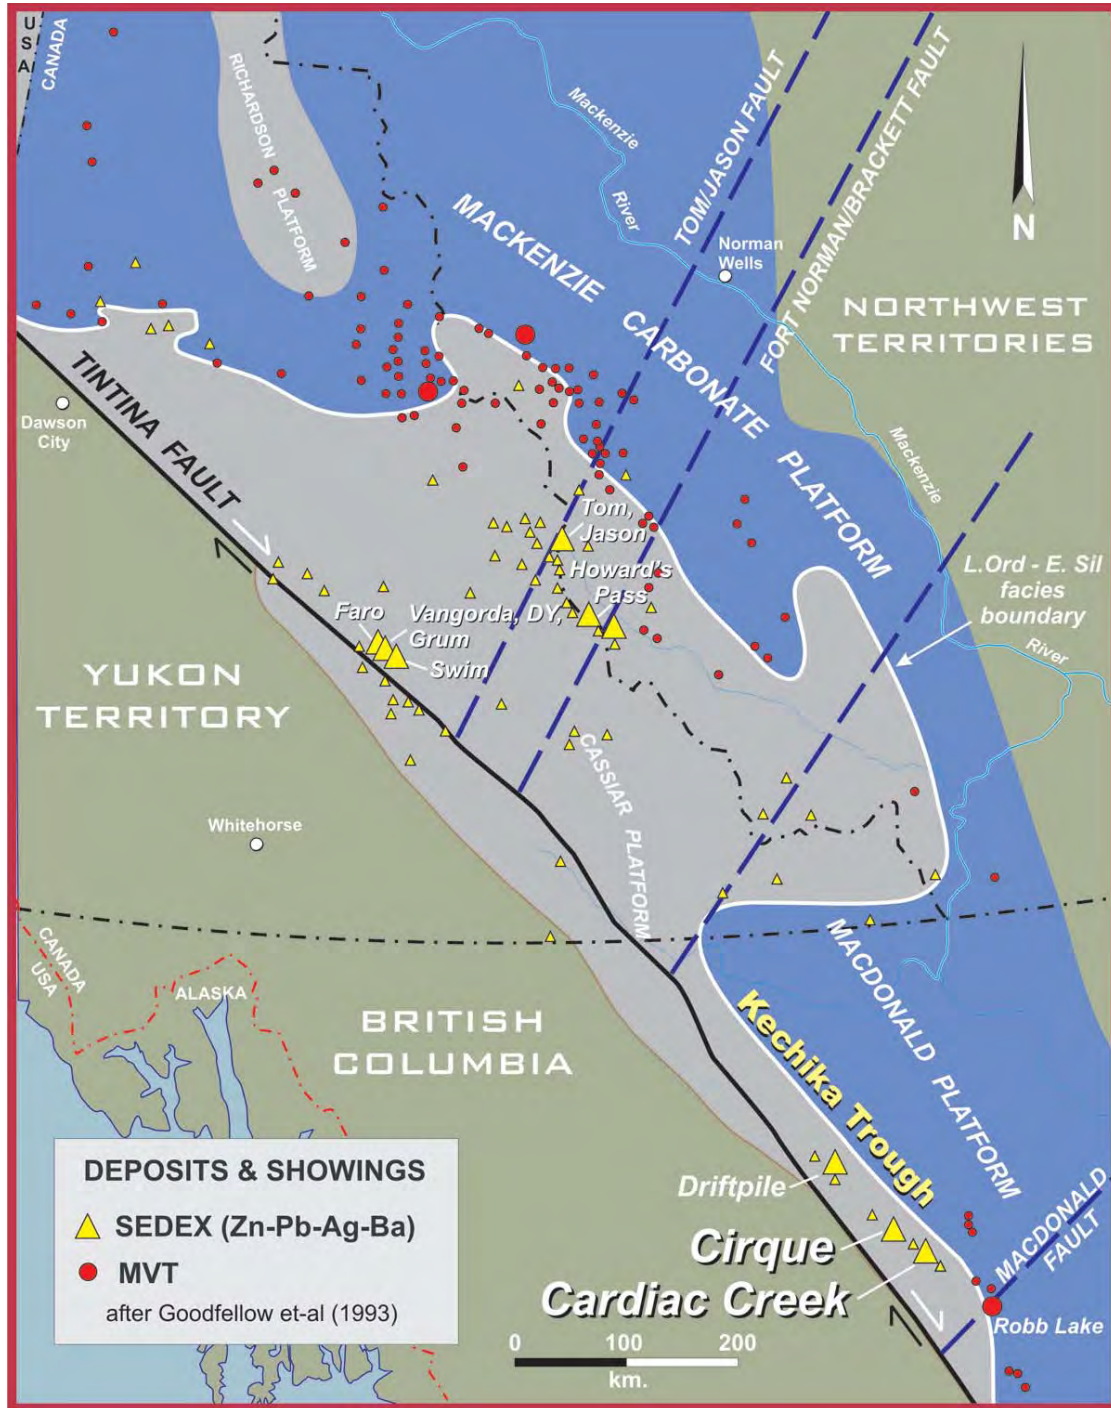 USA
CANADA
RICHARDSON PLATFORM
Mackenzie
River
TOM/JASON FAULT
FORT NORMAN/BRACKETT FAULT
N
MACKENZIE CARBONATE PLATFORM
Norman
Wells
NORTHWEST
TERRITORIES
TINTINA FAULT
Dawson
City
Mackenzie
River
Tom,
Jason
Howard's
Pass
L.Ord - E. Sil
facies
boundary
Faro
Vangorda, DY,
Grum
Swim
YUKON
TERRITORY
CASSIAR PLATFORM
Whitehorse
CANADA
USA
ALASKA
BRITISH
COLUMBIA
MACDONALD PLATFORM
Kechika Trough
Driftpile
Cirque
Cardiac Creek
MACDONALD
FAULT
Robb Lake
DEPOSITS & SHOWINGS
SEDEX (Zn-Pb-Ag-Ba)
MVT
after Goodfellow et-al (1993)
0 100 200
km.